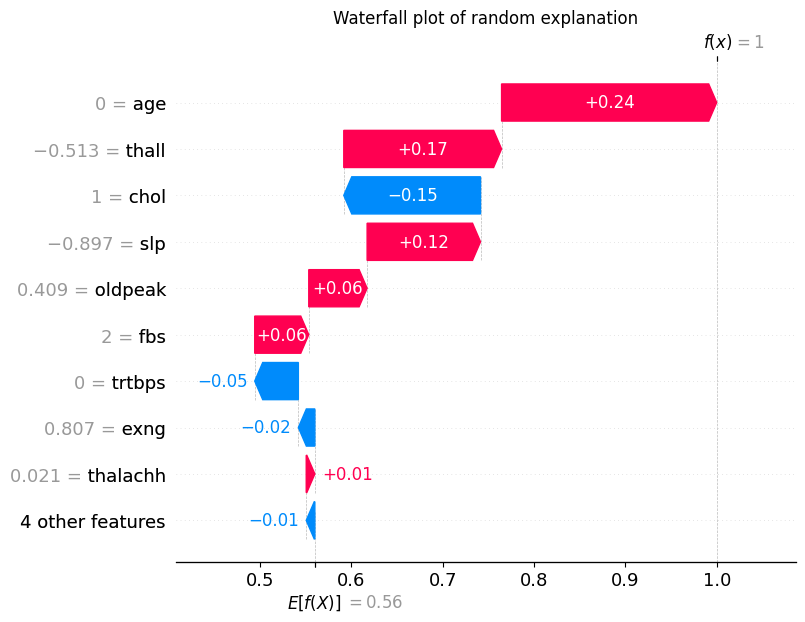 Waterfall plot of random explanation
f(x) = 1
0 = age
+0.24
−0.513 = thall
+0.17
1 = chol
−0.15
−0.897 = slp
+0.12
0.409 = oldpeak
+0.06
2 = fbs
+0.06
0 = trtbps
−0.05
0.807 = exng
−0.02
0.021 = thalachh
+0.01
4 other features
−0.01
0.5 0.6 0.7 0.8 0.9 1.0
E[f(X)] = 0.56